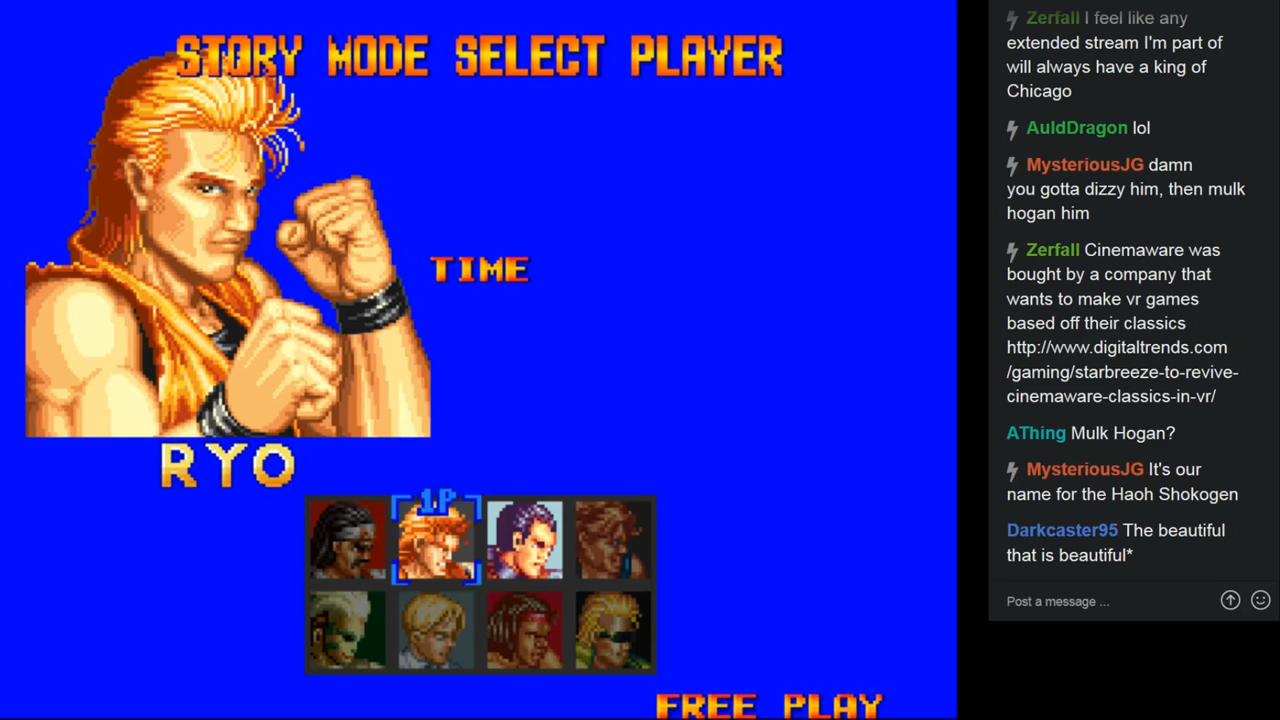 STORY MODE SELECT PLAYER
TIME
RYO
1P
FREE PLAY
Zerfall I feel like any
extended stream I'm part of
will always have a king of
Chicago
AuldDragon lol
MysteriousJG damn
you gotta dizzy him, then mulk
hogan him
Zerfall Cinemaware was
bought by a company that
wants to make vr games
based off their classics
http://www.digitaltrends.com
/gaming/starbreeze-to-revive-
cinemaware-classics-in-vr/
AThing Mulk Hogan?
MysteriousJG It's our
name for the Haoh Shokogen
Darkcaster95 The beautiful
that is beautiful*
Post a message ...